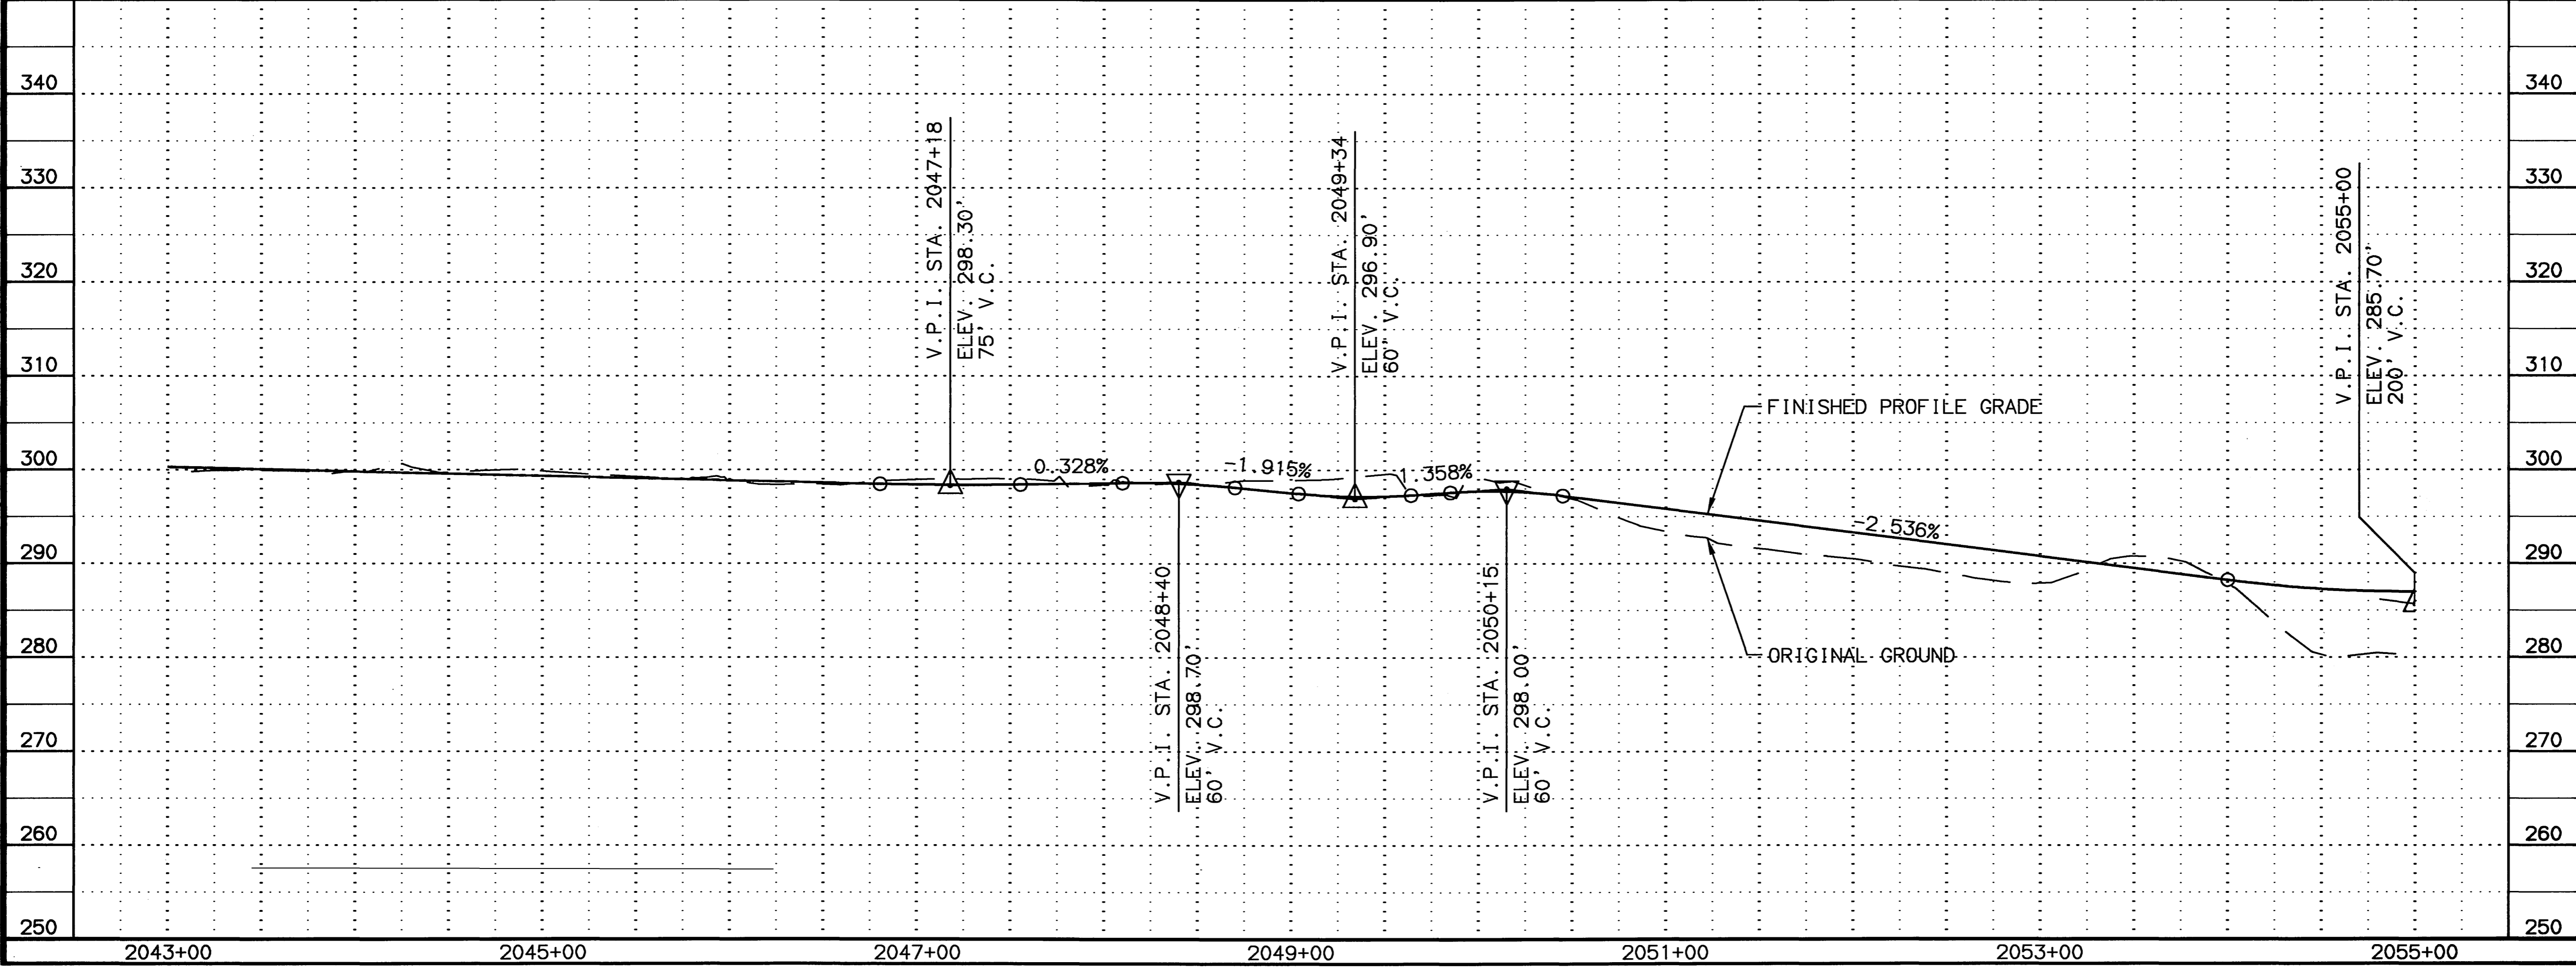 340
330
320
310
300
290
280
270
260
250
V.P.I. STA. 2047+18
ELEV. 298.30'
75' V.C.
V.P.I. STA. 2048+40
ELEV. 298.70'
60' V.C.
V.P.I. STA. 2049+34
ELEV. 296.90'
60' V.C.
V.P.I. STA. 2050+15
ELEV. 298.00'
60' V.C.
V.P.I. STA. 2055+00
ELEV. 285.70'
200' V.C.
0.328%
-1.915%
1.358%
-2.536%
FINISHED PROFILE GRADE
ORIGINAL GROUND
340
330
320
310
300
290
280
270
260
250
2043+00
2045+00
2047+00
2049+00
2051+00
2053+00
2055+00